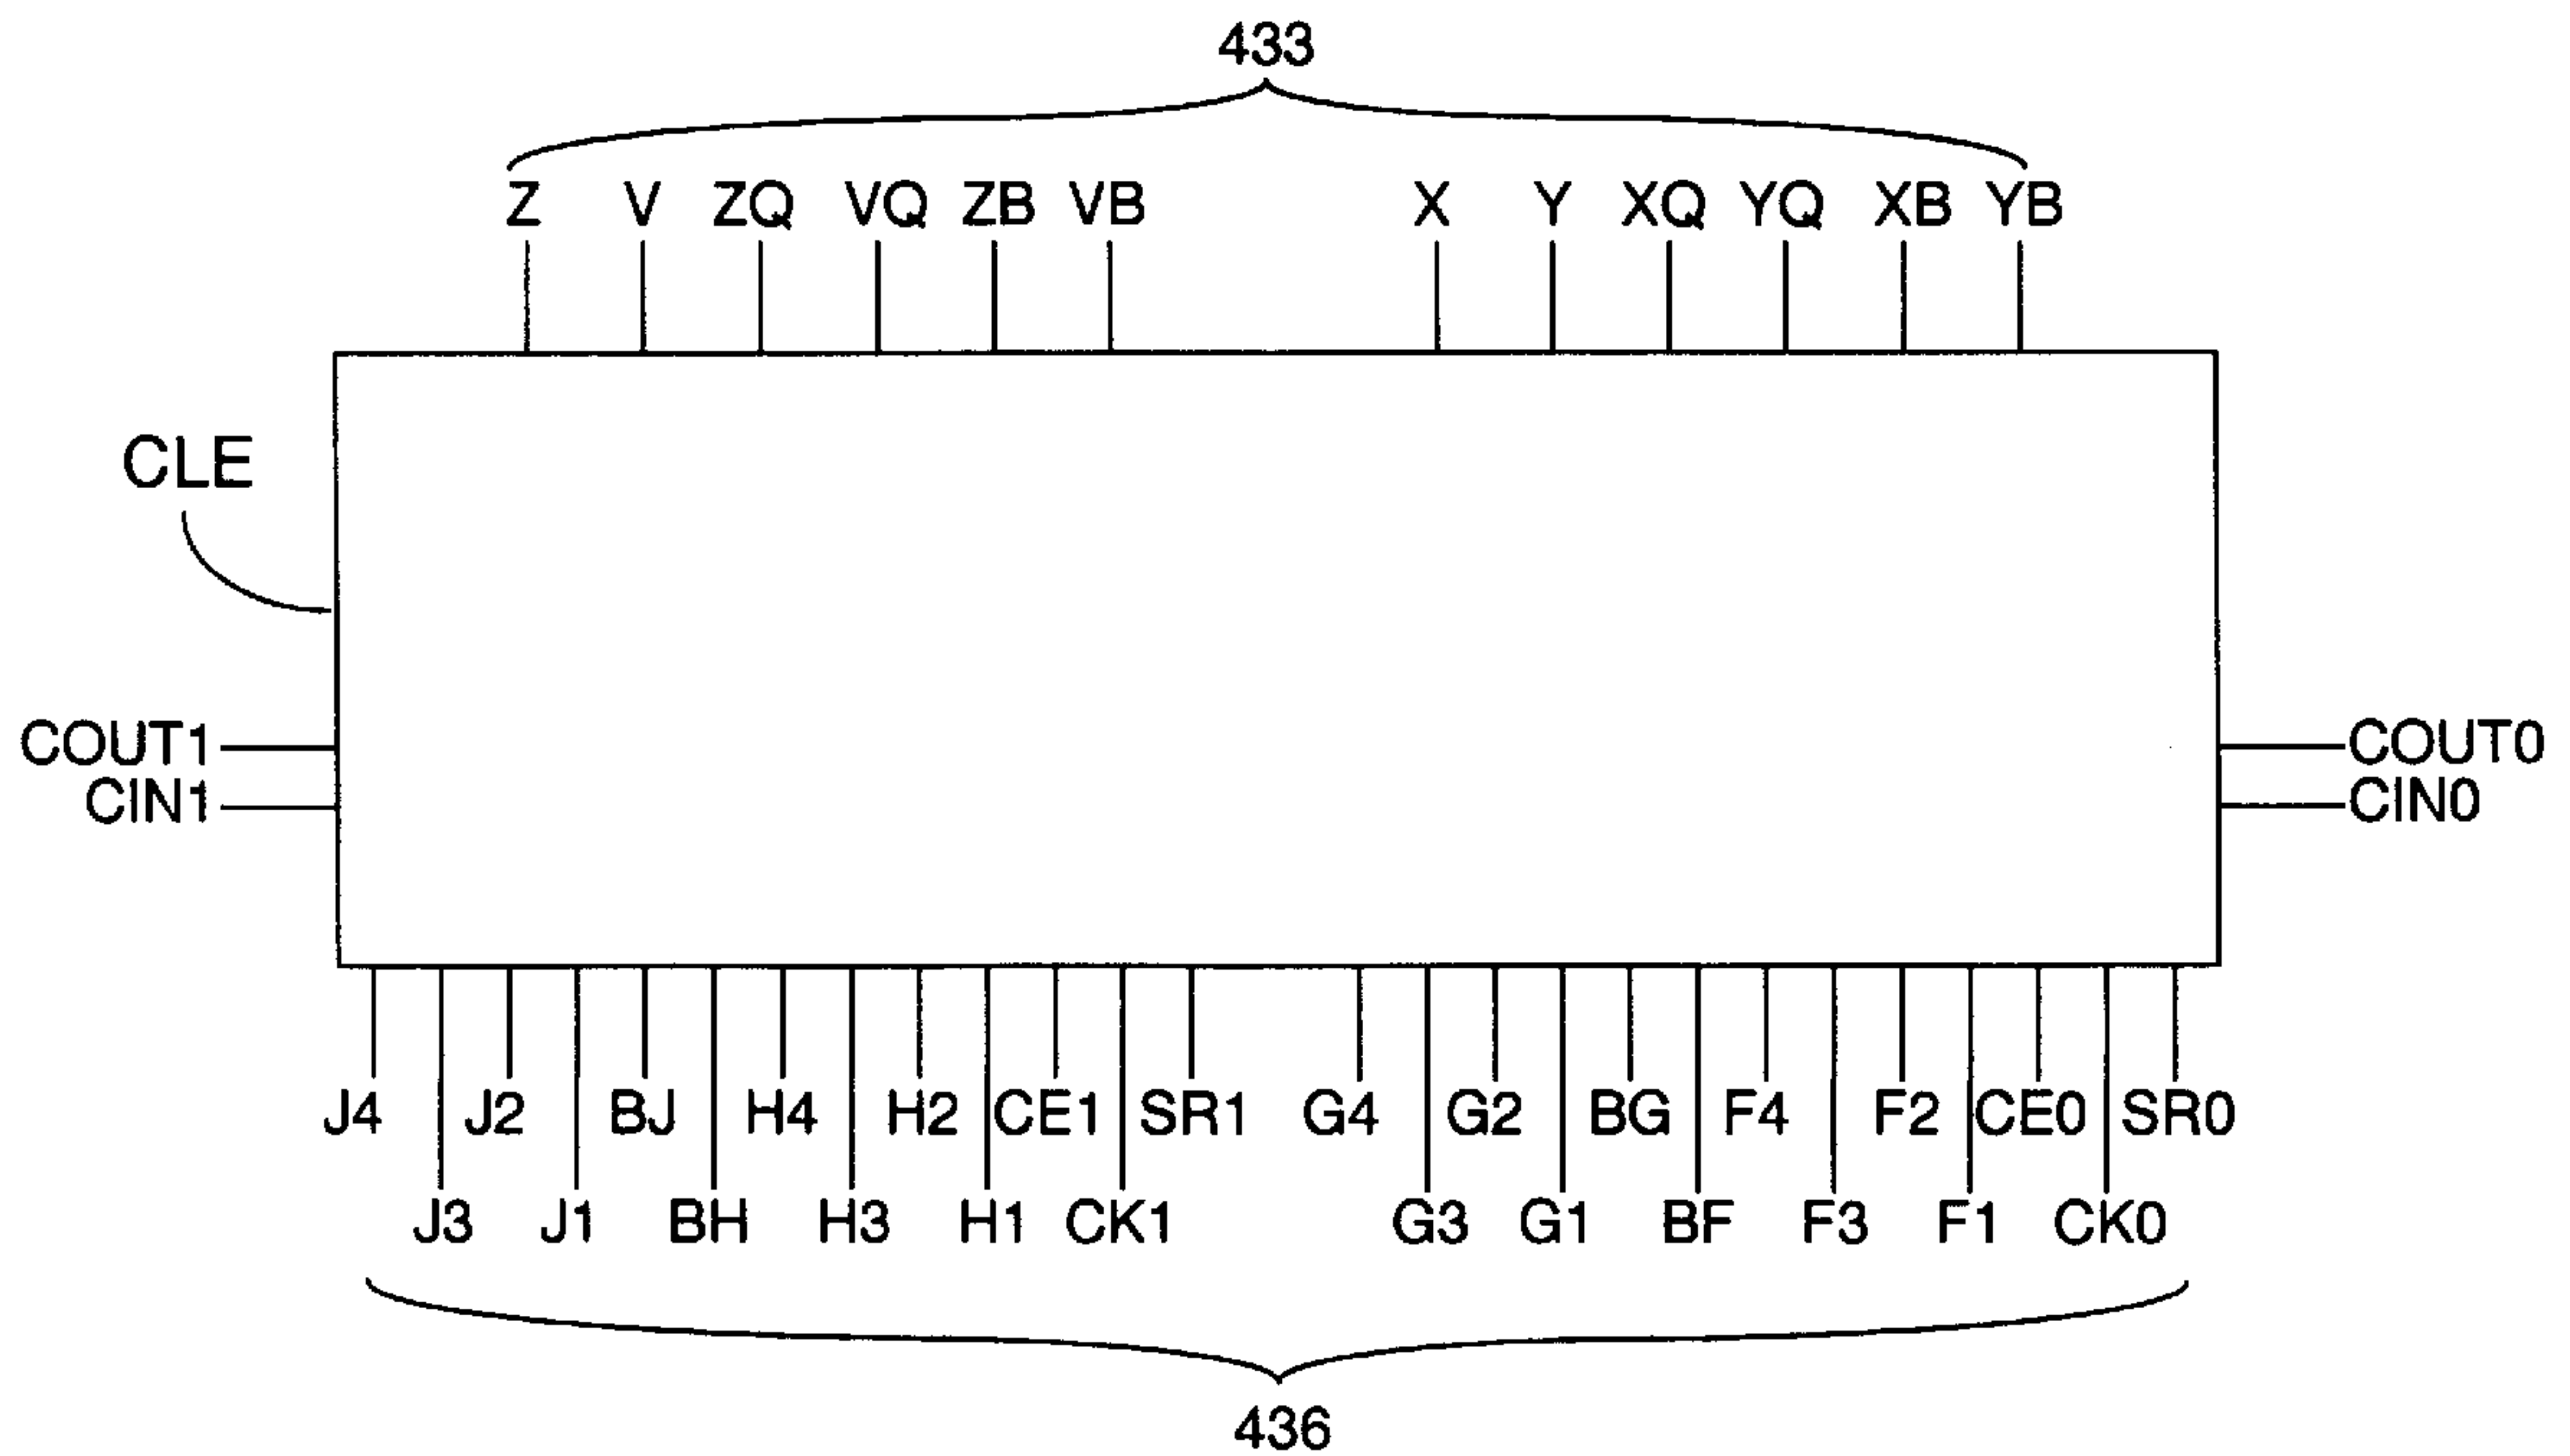 433
Z V ZQ VQ ZB VB X Y XQ YQ XB YB
CLE
COUT1 COUT0
CIN1 CIN0
J4 J2 BJ H4 H2 CE1 SR1 G4 G2 BG F4 F2 CE0 SR0
J3 J1 BH H3 H1 CK1 G3 G1 BF F3 F1 CK0
436